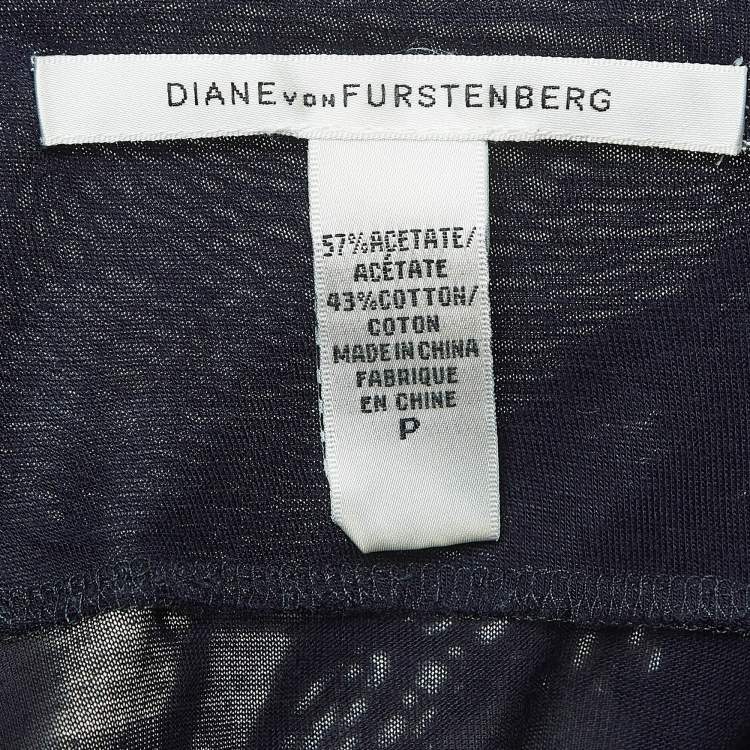 DIANE VON FURSTENBERG
57%ACETATE/
ACÉTATE
43%COTTON/
COTON
MADE IN CHINA
FABRIQUE
EN CHINE
P